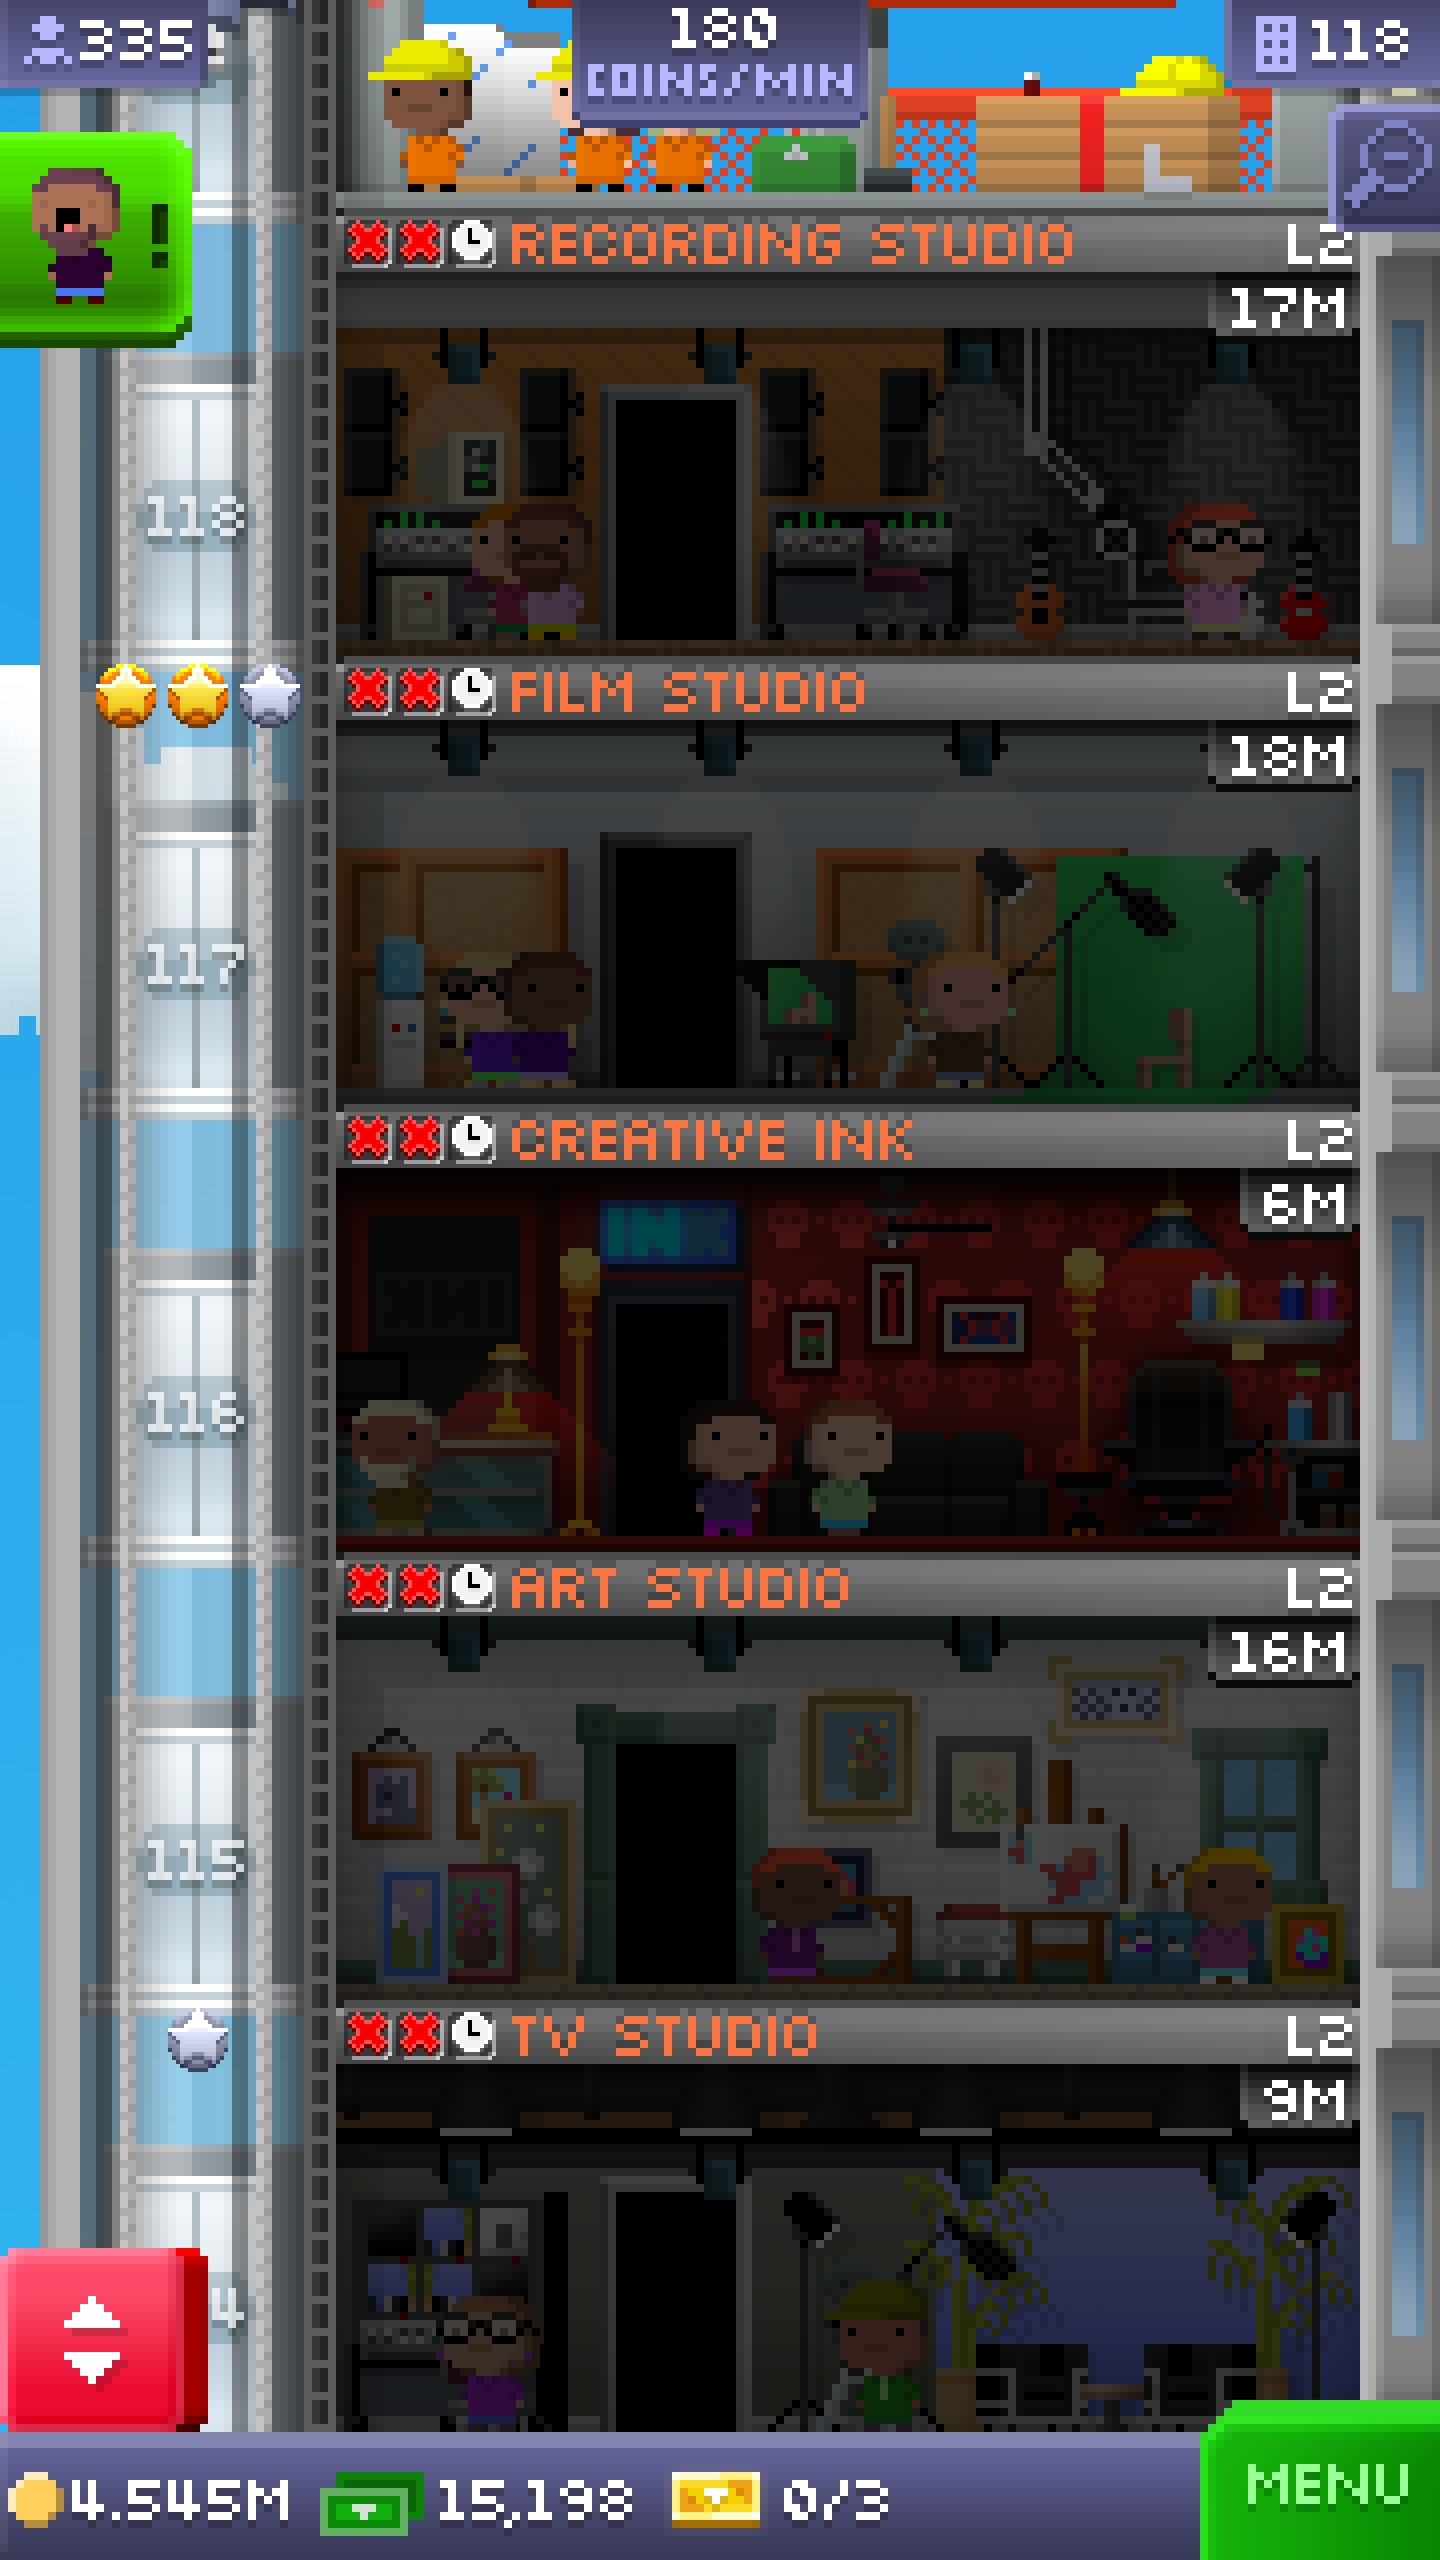 335
180
COINS/MIN
118
!
RECORDING STUDIO L2
17M
118
FILM STUDIO L2
18M
117
CREATIVE INK L2
6M
INK
116
ART STUDIO L2
16M
115
TV STUDIO L2
9M
4
4.545M 15,198 0/3
MENU